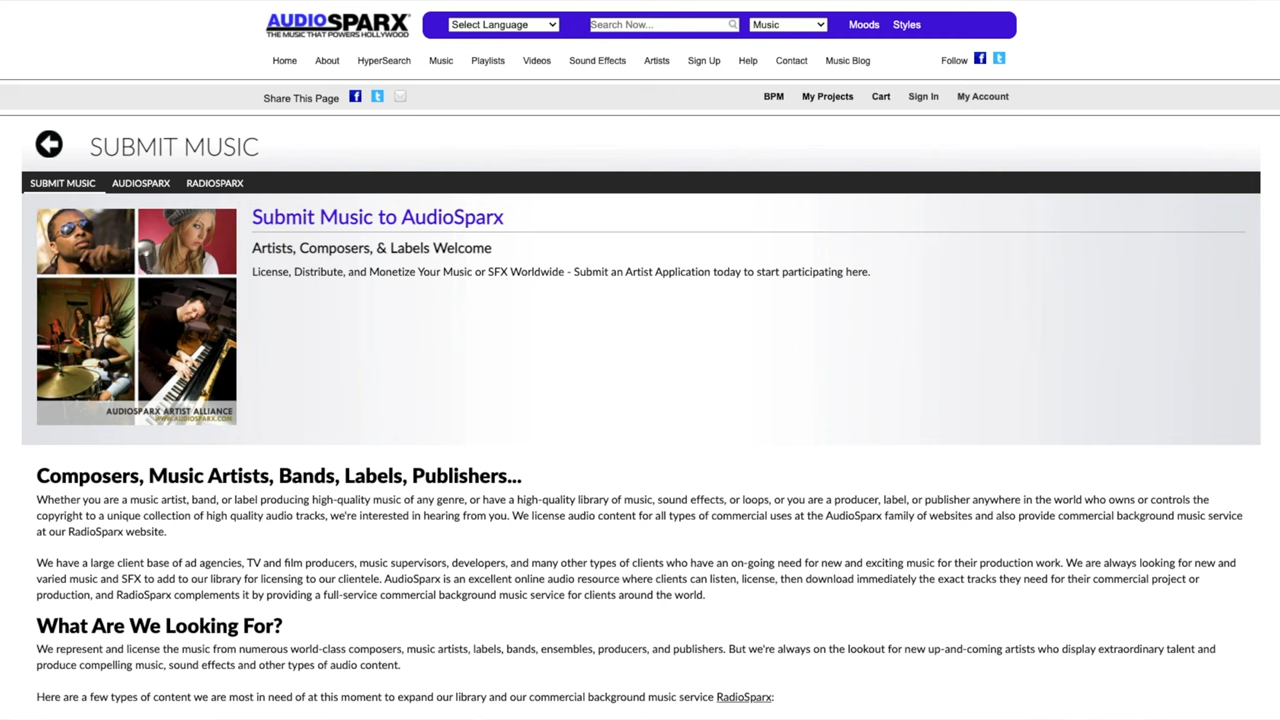 AUDIOSPARX
THE MUSIC THAT POWERS HOLLYWOOD
Select Language
Search Now...
Music
Moods
Styles
Home
About
HyperSearch
Music
Playlists
Videos
Sound Effects
Artists
Sign Up
Help
Contact
Music Blog
Follow
Share This Page
BPM
My Projects
Cart
Sign In
My Account
SUBMIT MUSIC
SUBMIT MUSIC
AUDIOSPARX
RADIOSPARX
AUDIOSPARX ARTIST ALLIANCE
WWW.AUDIOSPARX.COM
Submit Music to AudioSparx
Artists, Composers, & Labels Welcome
License, Distribute, and Monetize Your Music or SFX Worldwide - Submit an Artist Application today to start participating here.
Composers, Music Artists, Bands, Labels, Publishers...
Whether you are a music artist, band, or label producing high-quality music of any genre, or have a high-quality library of music, sound effects, or loops, or you are a producer, label, or publisher anywhere in the world who owns or controls the
copyright to a unique collection of high quality audio tracks, we're interested in hearing from you. We license audio content for all types of commercial uses at the AudioSparx family of websites and also provide commercial background music service
at our RadioSparx website.
We have a large client base of ad agencies, TV and film producers, music supervisors, developers, and many other types of clients who have an on-going need for new and exciting music for their production work. We are always looking for new and
varied music and SFX to add to our library for licensing to our clientele. AudioSparx is an excellent online audio resource where clients can listen, license, then download immediately the exact tracks they need for their commercial project or
production, and RadioSparx complements it by providing a full-service commercial background music service for clients around the world.
What Are We Looking For?
We represent and license the music from numerous world-class composers, music artists, labels, bands, ensembles, producers, and publishers. But we're always on the lookout for new up-and-coming artists who display extraordinary talent and
produce compelling music, sound effects and other types of audio content.
Here are a few types of content we are most in need of at this moment to expand our library and our commercial background music service RadioSparx: